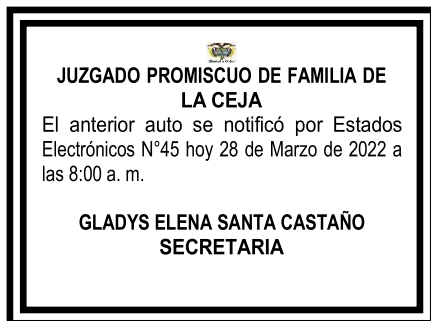 JUZGADO PROMISCUO DE FAMILIA DE
LA CEJA
El anterior auto se notificó por Estados
Electrónicos N°45 hoy 28 de Marzo de 2022 a
las 8:00 a. m.
GLADYS ELENA SANTA CASTAÑO
SECRETARIA